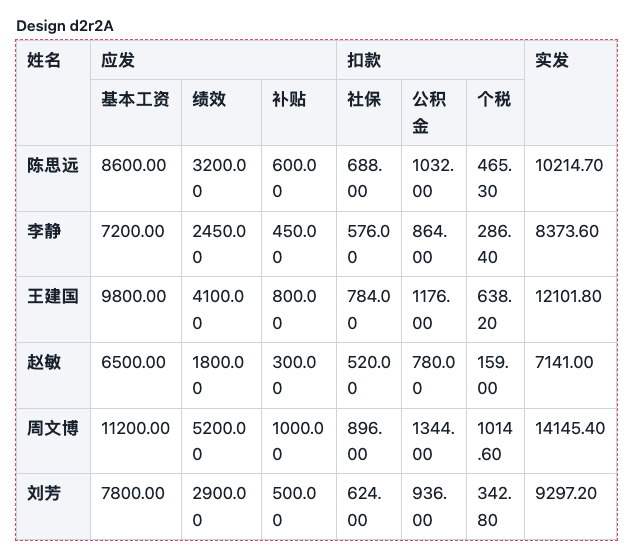 Design d2r2A
姓名 应发 扣款 实发
基本工资 绩效 补贴 社保 公积金 个税
陈思远 8600.00 3200.00 600.00 688.00 1032.00 465.30 10214.70
李静 7200.00 2450.00 450.00 576.00 864.00 286.40 8373.60
王建国 9800.00 4100.00 800.00 784.00 1176.00 638.20 12101.80
赵敏 6500.00 1800.00 300.00 520.00 780.00 159.00 7141.00
周文博 11200.00 5200.00 1000.00 896.00 1344.00 1014.60 14145.40
刘芳 7800.00 2900.00 500.00 624.00 936.00 342.80 9297.20